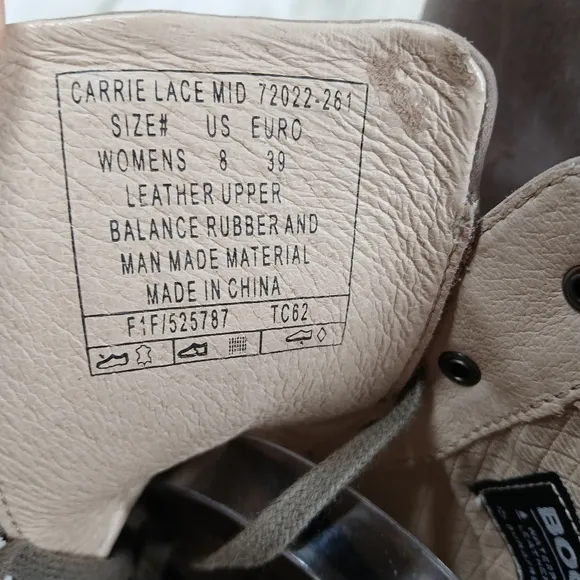 CARRIE LACE MID 72022-261
SIZE# US EURO
WOMENS 8 39
LEATHER UPPER
BALANCE RUBBER AND
MAN MADE MATERIAL
MADE IN CHINA
F1F/525787 TC62